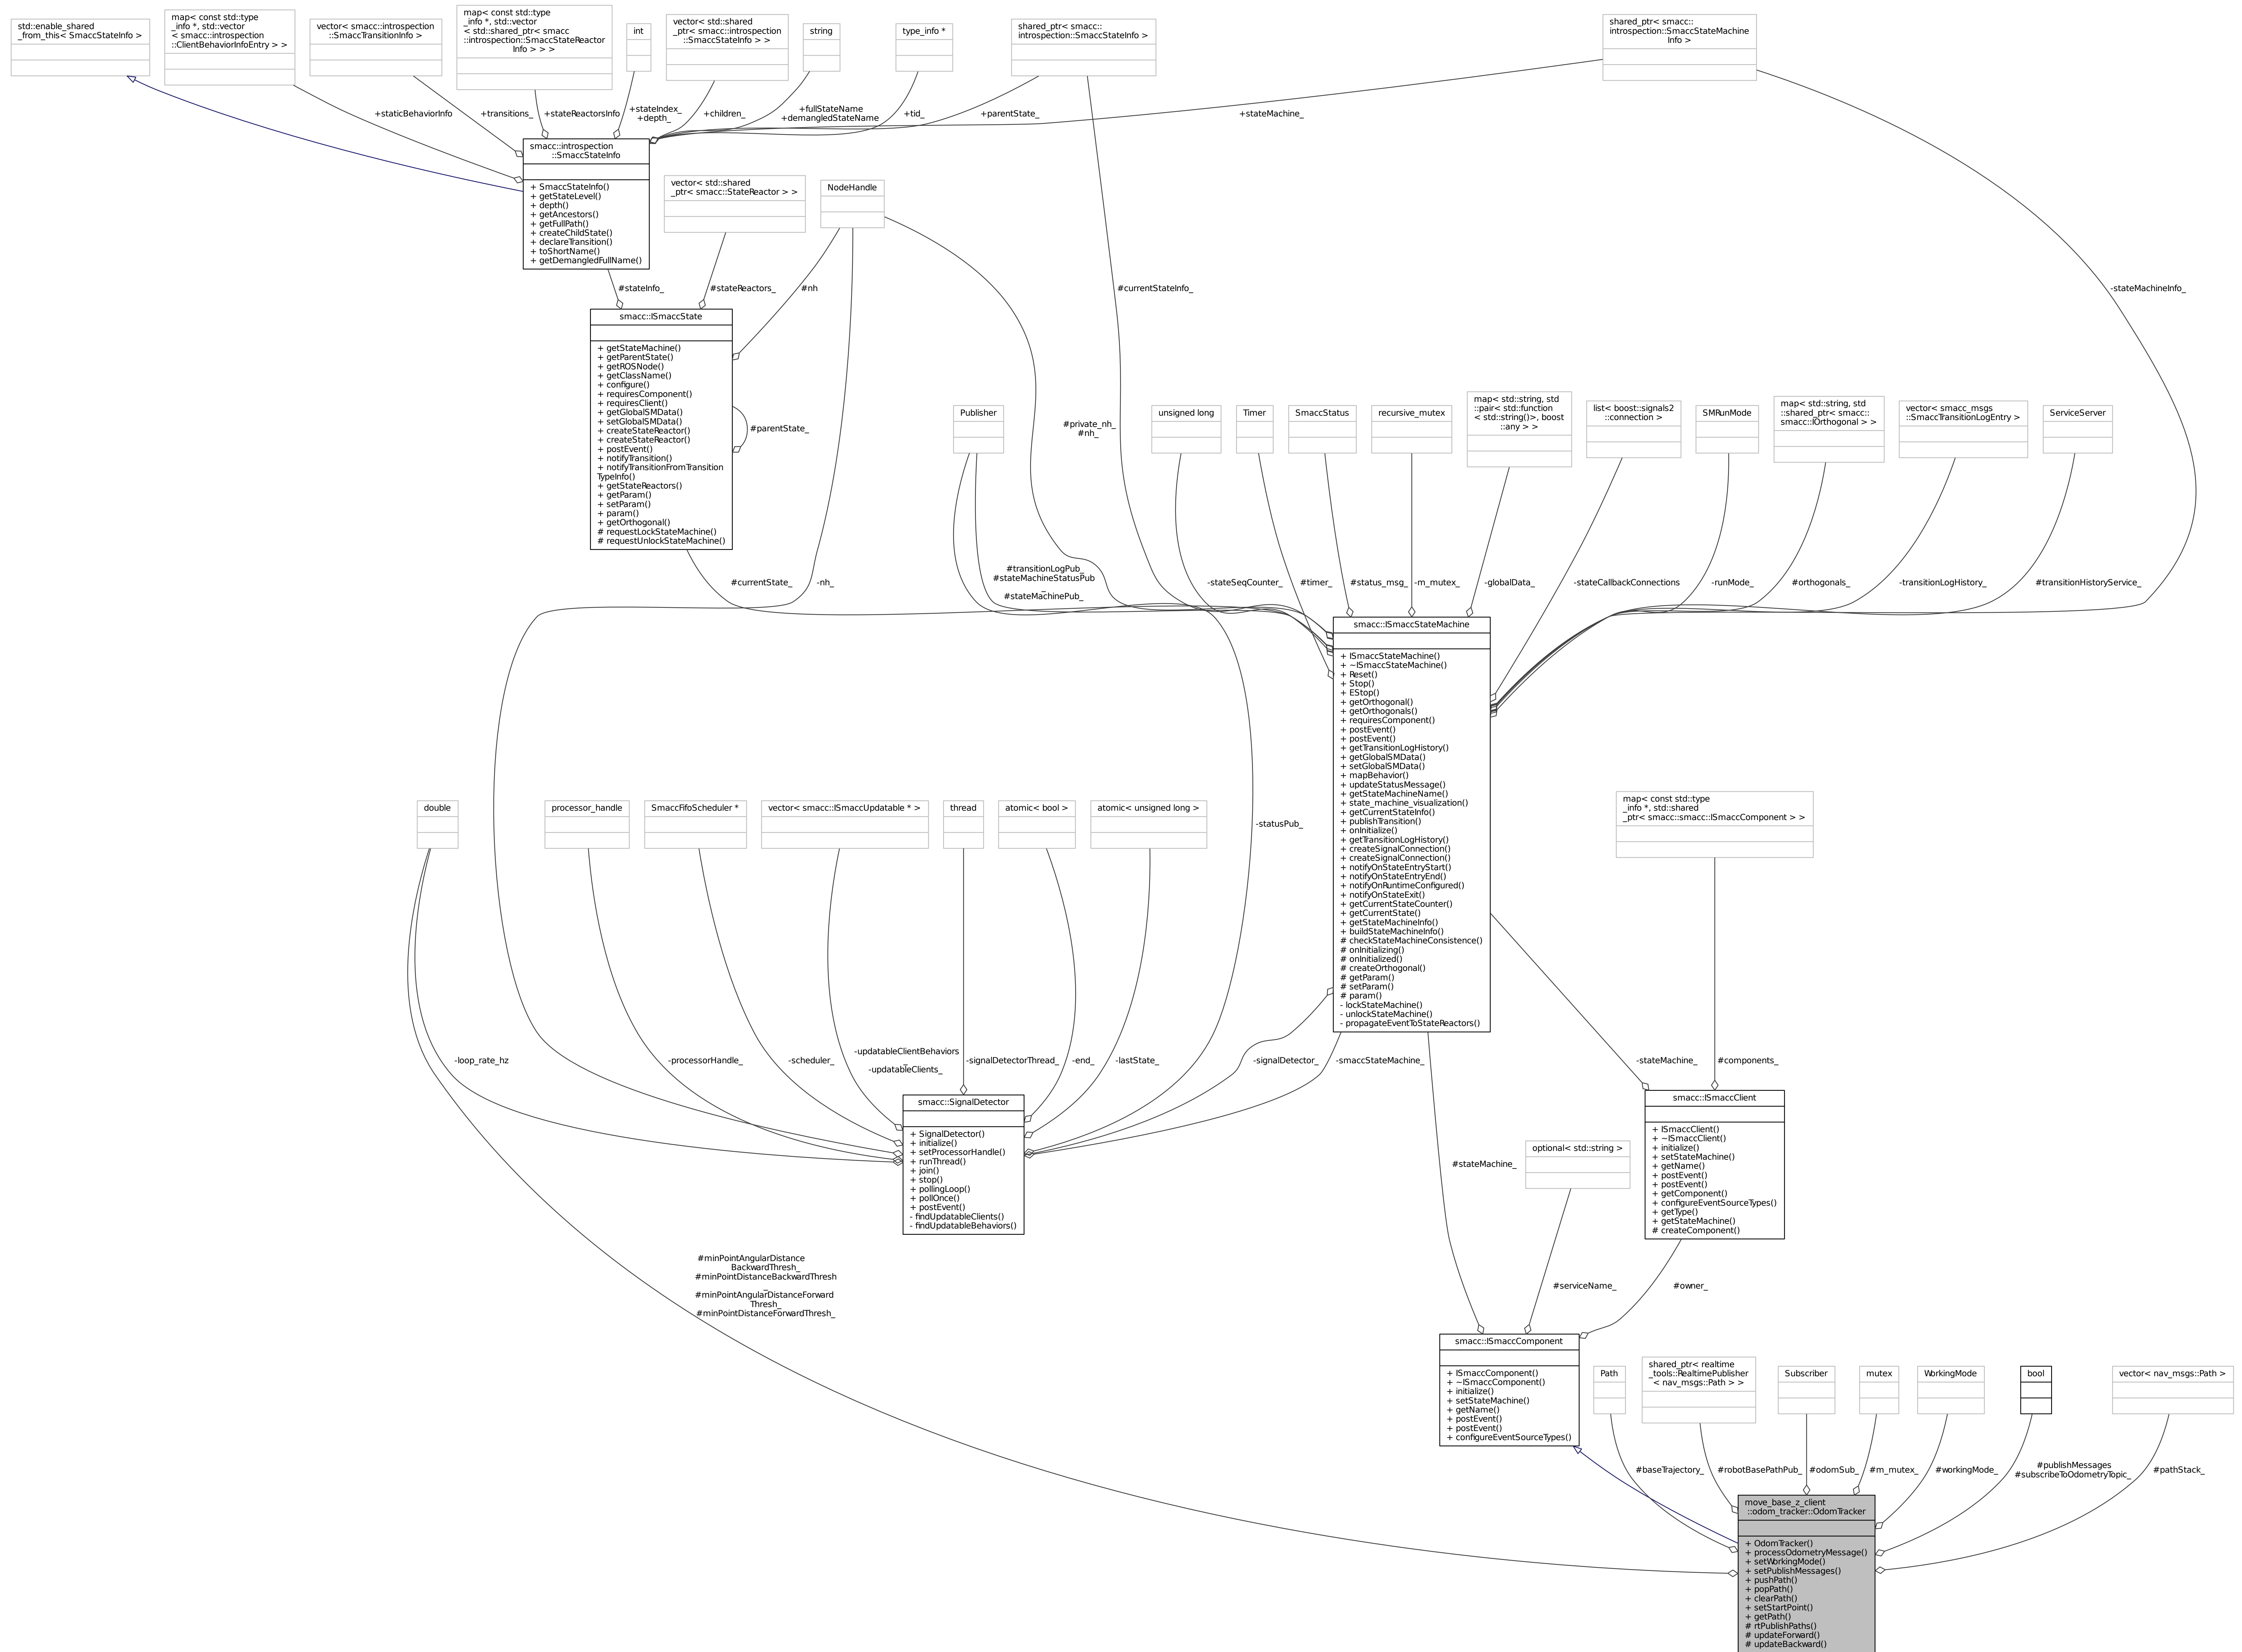 std::enable_shared
_from_this< SmaccStateInfo >
map< const std::type
_info *, std::vector
< smacc::introspection
::ClientBehaviorInfoEntry > >
vector< smacc::introspection
::SmaccTransitionInfo >
map< const std::type
_info *, std::vector
< std::shared_ptr< smacc
::introspection::SmaccStateReactor
Info > > >
int
vector< std::shared
_ptr< smacc::introspection
::SmaccStateInfo > >
string
type_info *
shared_ptr< smacc::
introspection::SmaccStateInfo >
shared_ptr< smacc::
introspection::SmaccStateMachine
Info >
+staticBehaviorInfo
+transitions_
+stateReactorsInfo
+stateIndex_
+depth_
+children_
+fullStateName
+demangledStateName
+tid_
+parentState_
+stateMachine_
smacc::introspection
::SmaccStateInfo
+ SmaccStateInfo()
+ getStateLevel()
+ depth()
+ getAncestors()
+ getFullPath()
+ createChildState()
+ declareTransition()
+ toShortName()
+ getDemangledFullName()
vector< std::shared
_ptr< smacc::StateReactor > >
NodeHandle
#stateInfo_
#stateReactors_
#nh
#currentStateInfo_
-stateMachineInfo_
smacc::ISmaccState
+ getStateMachine()
+ getParentState()
+ getROSNode()
+ getClassName()
+ configure()
+ requiresComponent()
+ requiresClient()
+ getGlobalSMData()
+ setGlobalSMData()
+ createStateReactor()
+ createStateReactor()
+ postEvent()
+ notifyTransition()
+ notifyTransitionFromTransition
TypeInfo()
+ getStateReactors()
+ getParam()
+ setParam()
+ param()
+ getOrthogonal()
# requestLockStateMachine()
# requestUnlockStateMachine()
#parentState_
Publisher
#private_nh_
#nh_
unsigned long
Timer
SmaccStatus
recursive_mutex
map< std::string, std
::pair< std::function
< std::string()>, boost
::any > >
list< boost::signals2
::connection >
SMRunMode
map< std::string, std
::shared_ptr< smacc::
smacc::IOrthogonal > >
vector< smacc_msgs
::SmaccTransitionLogEntry >
ServiceServer
#currentState_
-nh_
#transitionLogPub_
#stateMachineStatusPub
_
#stateMachinePub_
-stateSeqCounter_
#timer_
#status_msg_
-m_mutex_
-globalData_
-stateCallbackConnections
-runMode_
#orthogonals_
-transitionLogHistory_
#transitionHistoryService_
smacc::ISmaccStateMachine
+ ISmaccStateMachine()
+ ~ISmaccStateMachine()
+ Reset()
+ Stop()
+ EStop()
+ getOrthogonal()
+ getOrthogonals()
+ requiresComponent()
+ postEvent()
+ postEvent()
+ getTransitionLogHistory()
+ getGlobalSMData()
+ setGlobalSMData()
+ mapBehavior()
+ updateStatusMessage()
+ getStateMachineName()
+ state_machine_visualization()
+ getCurrentStateInfo()
+ publishTransition()
+ onInitialize()
+ getTransitionLogHistory()
+ createSignalConnection()
+ createSignalConnection()
+ notifyOnStateEntryStart()
+ notifyOnStateEntryEnd()
+ notifyOnRuntimeConfigured()
+ notifyOnStateExit()
+ getCurrentStateCounter()
+ getCurrentState()
+ getStateMachineInfo()
+ buildStateMachineInfo()
# checkStateMachineConsistence()
# onInitializing()
# onInitialized()
# createOrthogonal()
# getParam()
# setParam()
# param()
- lockStateMachine()
- unlockStateMachine()
- propagateEventToStateReactors()
double
processor_handle
SmaccFifoScheduler *
vector< smacc::ISmaccUpdatable * >
thread
atomic< bool >
atomic< unsigned long >
-statusPub_
map< const std::type
_info *, std::shared
_ptr< smacc::smacc::ISmaccComponent > >
-loop_rate_hz
-processorHandle_
-scheduler_
-updatableClientBehaviors
_
-updatableClients_
-signalDetectorThread_
-end_
-lastState_
-signalDetector_
-smaccStateMachine_
-stateMachine_
#components_
smacc::SignalDetector
+ SignalDetector()
+ initialize()
+ setProcessorHandle()
+ runThread()
+ join()
+ stop()
+ pollingLoop()
+ pollOnce()
+ postEvent()
- findUpdatableClients()
- findUpdatableBehaviors()
smacc::ISmaccClient
+ ISmaccClient()
+ ~ISmaccClient()
+ initialize()
+ setStateMachine()
+ getName()
+ postEvent()
+ postEvent()
+ getComponent()
+ configureEventSourceTypes()
+ getType()
+ getStateMachine()
# createComponent()
optional< std::string >
#stateMachine_
#minPointAngularDistance
BackwardThresh_
#minPointDistanceBackwardThresh
_
#minPointAngularDistanceForward
Thresh_
#minPointDistanceForwardThresh_
#serviceName_
#owner_
smacc::ISmaccComponent
+ ISmaccComponent()
+ ~ISmaccComponent()
+ initialize()
+ setStateMachine()
+ getName()
+ postEvent()
+ postEvent()
+ configureEventSourceTypes()
Path
shared_ptr< realtime
_tools::RealtimePublisher
< nav_msgs::Path > >
Subscriber
mutex
WorkingMode
bool
vector< nav_msgs::Path >
#baseTrajectory_
#robotBasePathPub_
#odomSub_
#m_mutex_
#workingMode_
#publishMessages
#subscribeToOdometryTopic_
#pathStack_
move_base_z_client
::odom_tracker::OdomTracker
+ OdomTracker()
+ processOdometryMessage()
+ setWorkingMode()
+ setPublishMessages()
+ pushPath()
+ popPath()
+ clearPath()
+ setStartPoint()
+ getPath()
# rtPublishPaths()
# updateForward()
# updateBackward()